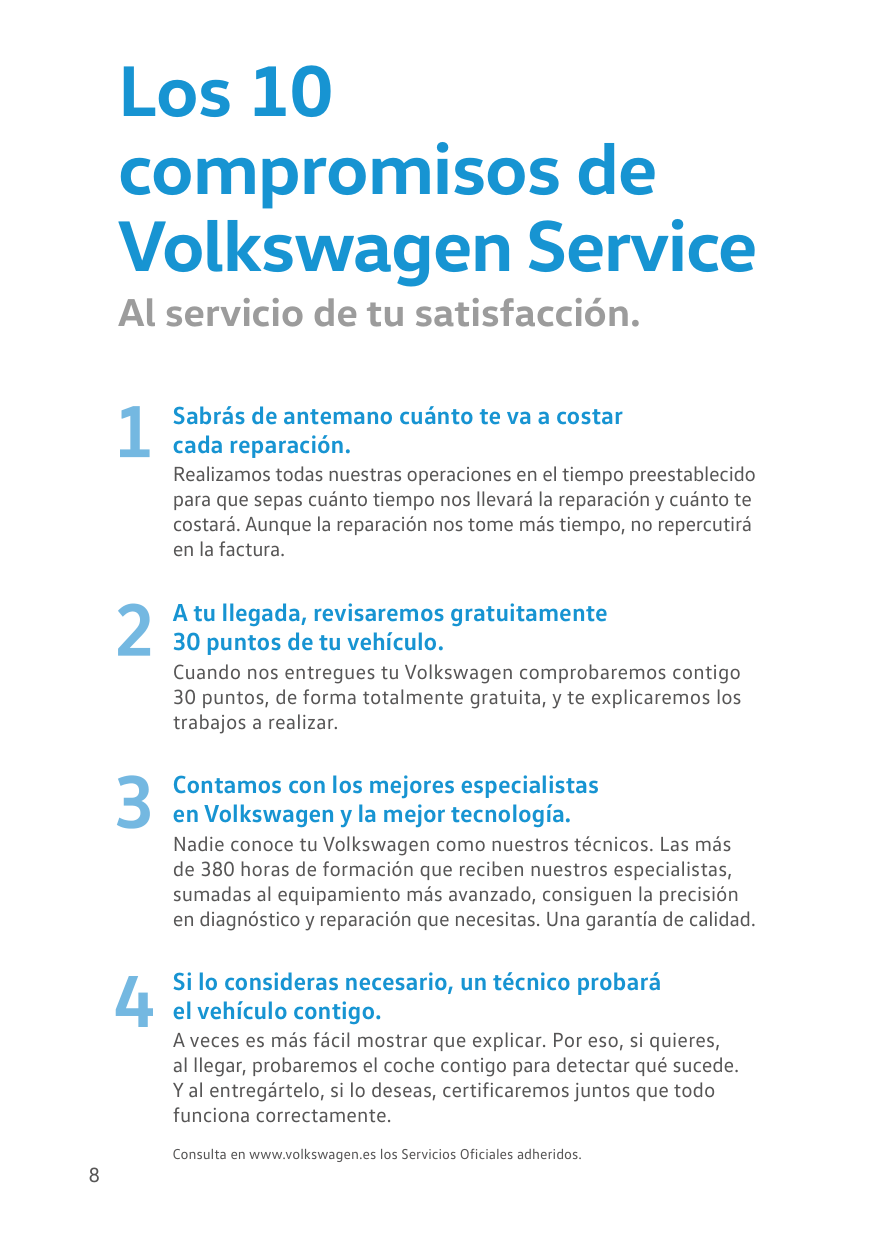 Los 10
compromisos de
Volkswagen Service
Al servicio de tu satisfacción.
1
Sabrás de antemano cuánto te va a costar
cada reparación.
Realizamos todas nuestras operaciones en el tiempo preestablecido
para que sepas cuánto tiempo nos llevará la reparación y cuánto te
costará. Aunque la reparación nos tome más tiempo, no repercutirá
en la factura.
2
A tu llegada, revisaremos gratuitamente
30 puntos de tu vehículo.
Cuando nos entregues tu Volkswagen comprobaremos contigo
30 puntos, de forma totalmente gratuita, y te explicaremos los
trabajos a realizar.
3
Contamos con los mejores especialistas
en Volkswagen y la mejor tecnología.
Nadie conoce tu Volkswagen como nuestros técnicos. Las más
de 380 horas de formación que reciben nuestros especialistas,
sumadas al equipamiento más avanzado, consiguen la precisión
en diagnóstico y reparación que necesitas. Una garantía de calidad.
4
Si lo consideras necesario, un técnico probará
el vehículo contigo.
A veces es más fácil mostrar que explicar. Por eso, si quieres,
al llegar, probaremos el coche contigo para detectar qué sucede.
Y al entregártelo, si lo deseas, certificaremos juntos que todo
funciona correctamente.
Consulta en www.volkswagen.es los Servicios Oficiales adheridos.
8